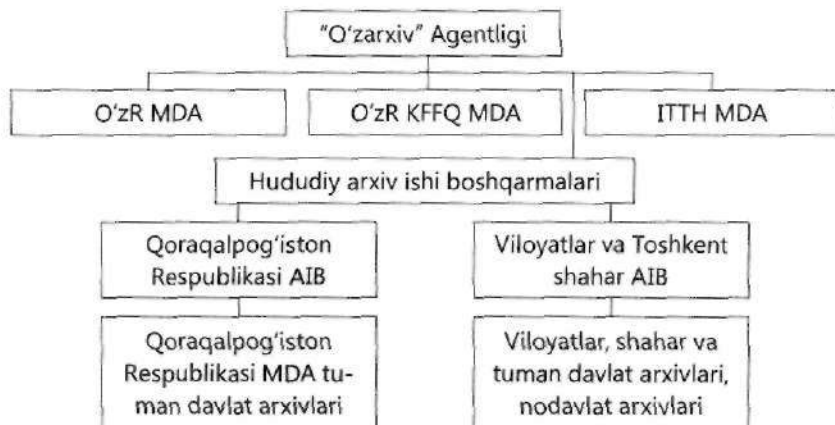 "O‘zarxiv" Agentligi
O‘zR MDA
O‘zR KFFQ MDA
ITTH MDA
Hududiy arxiv ishi boshqarmalari
Qoraqalpog‘iston
Respublikasi AIB
Viloyatlar va Toshkent
shahar AIB
Qoraqalpog‘iston
Respublikasi MDA tu-
man davlat arxivlari
Viloyatlar, shahar va
tuman davlat arxivlari,
nodavlat arxivlari